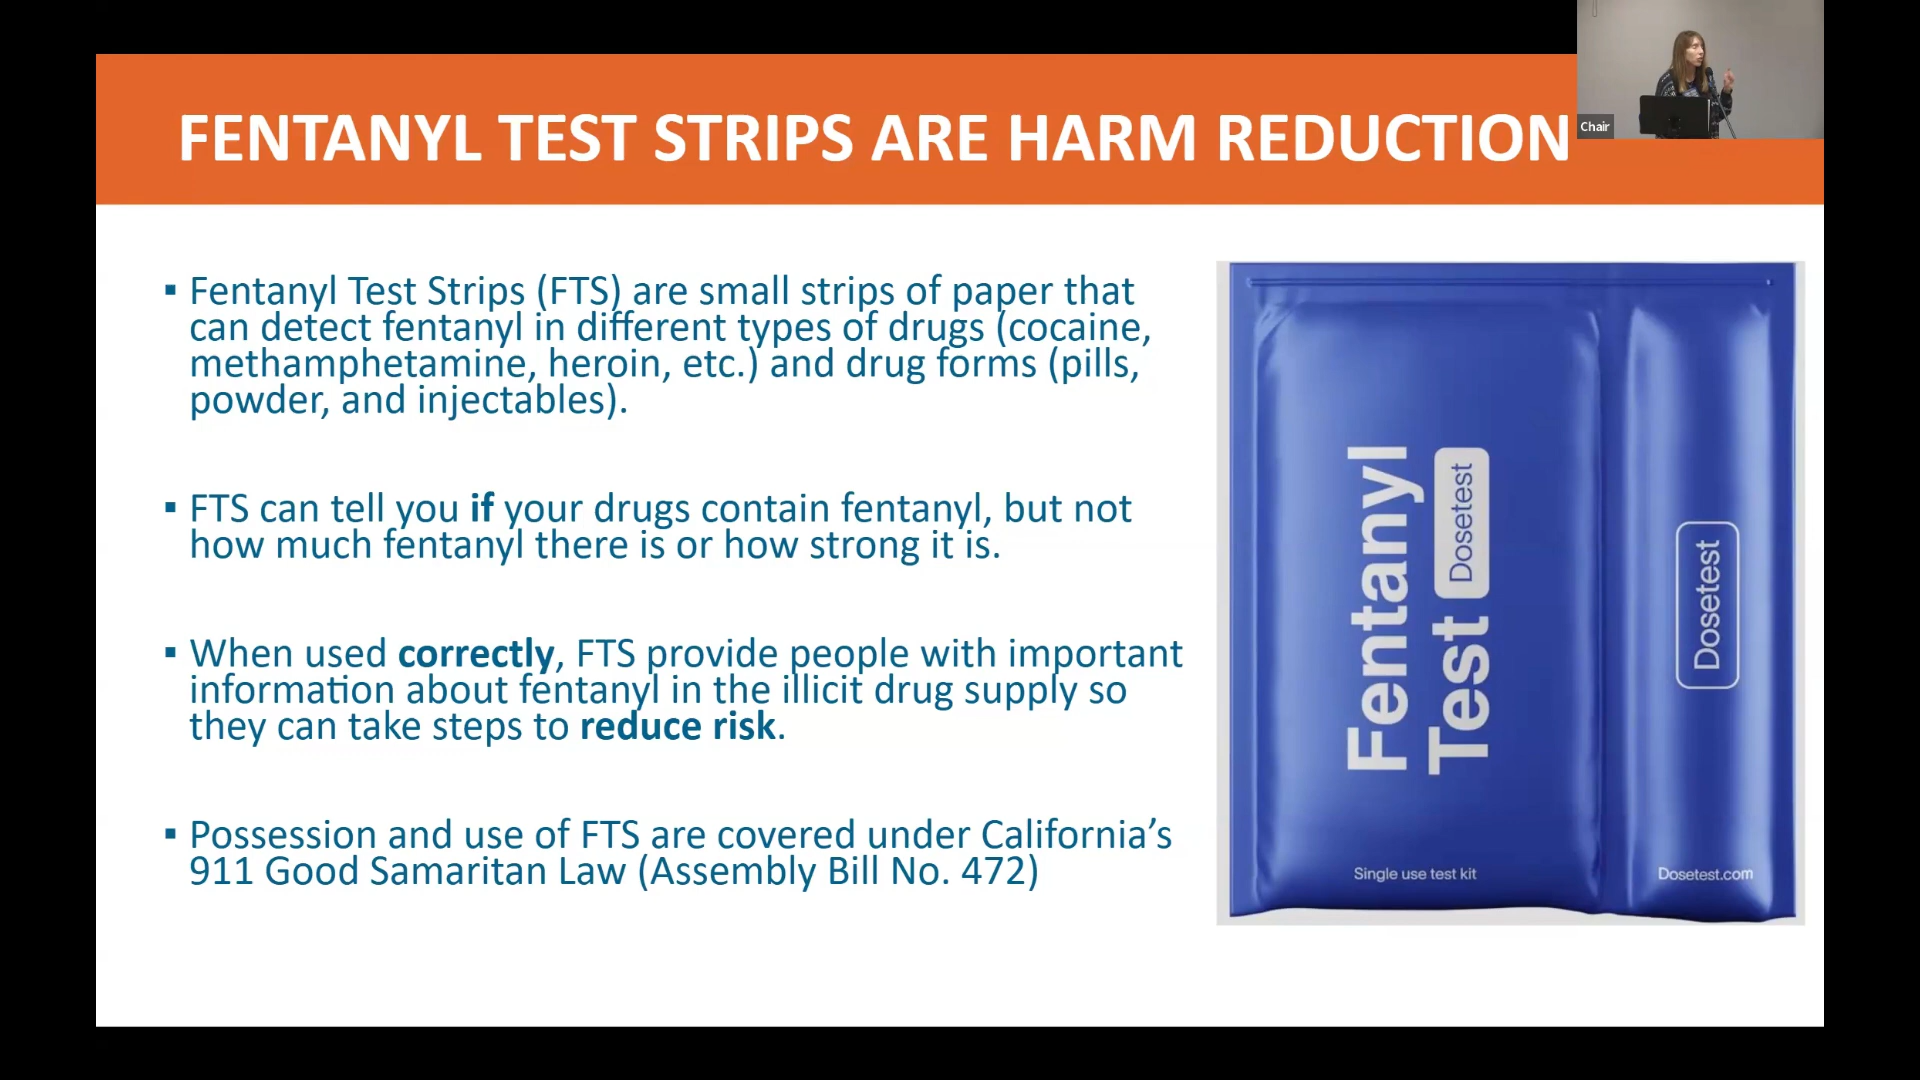 FENTANYL TEST STRIPS ARE HARM REDUCTION
Chair
▪ Fentanyl Test Strips (FTS) are small strips of paper that
can detect fentanyl in different types of drugs (cocaine,
methamphetamine, heroin, etc.) and drug forms (pills,
powder, and injectables).
▪ FTS can tell you if your drugs contain fentanyl, but not
how much fentanyl there is or how strong it is.
▪ When used correctly, FTS provide people with important
information about fentanyl in the illicit drug supply so
they can take steps to reduce risk.
▪ Possession and use of FTS are covered under California’s
911 Good Samaritan Law (Assembly Bill No. 472)
Fentanyl
Test Dosetest
Single use test kit
Dosetest
Dosetest.com